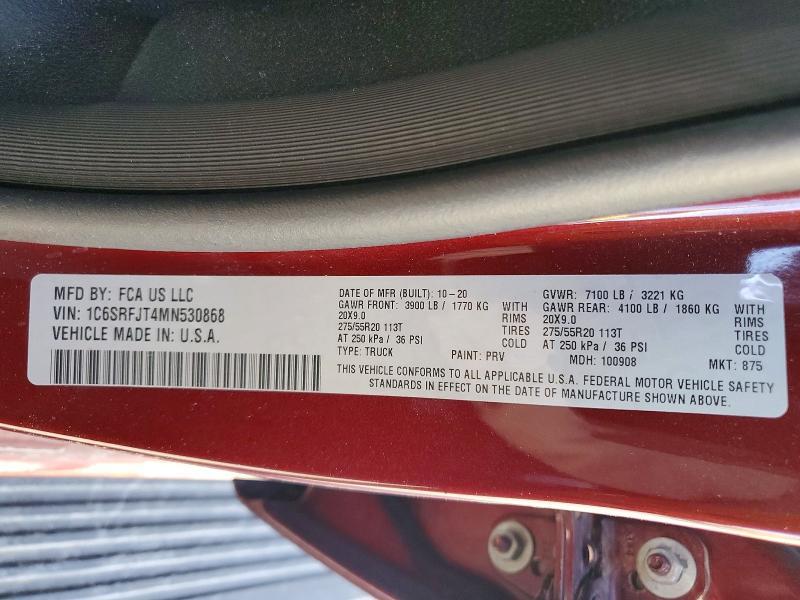 MFD BY: FCA US LLC
VIN: 1C6SRFJT4MN530868
VEHICLE MADE IN: U.S.A.
DATE OF MFR (BUILT): 10-20
GVWR: 7100 LB / 3221 KG
GAWR FRONT: 3900 LB / 1770 KG WITH
20X9.0 RIMS
275/55R20 113T TIRES
AT 250 kPa / 36 PSI COLD
GAWR REAR: 4100 LB / 1860 KG WITH
20X9.0 RIMS
275/55R20 113T TIRES
AT 250 kPa / 36 PSI COLD
TYPE: TRUCK PAINT: PRV MDH: 100908 MKT: 875
THIS VEHICLE CONFORMS TO ALL APPLICABLE U.S.A. FEDERAL MOTOR VEHICLE SAFETY
STANDARDS IN EFFECT ON THE DATE OF MANUFACTURE SHOWN ABOVE.